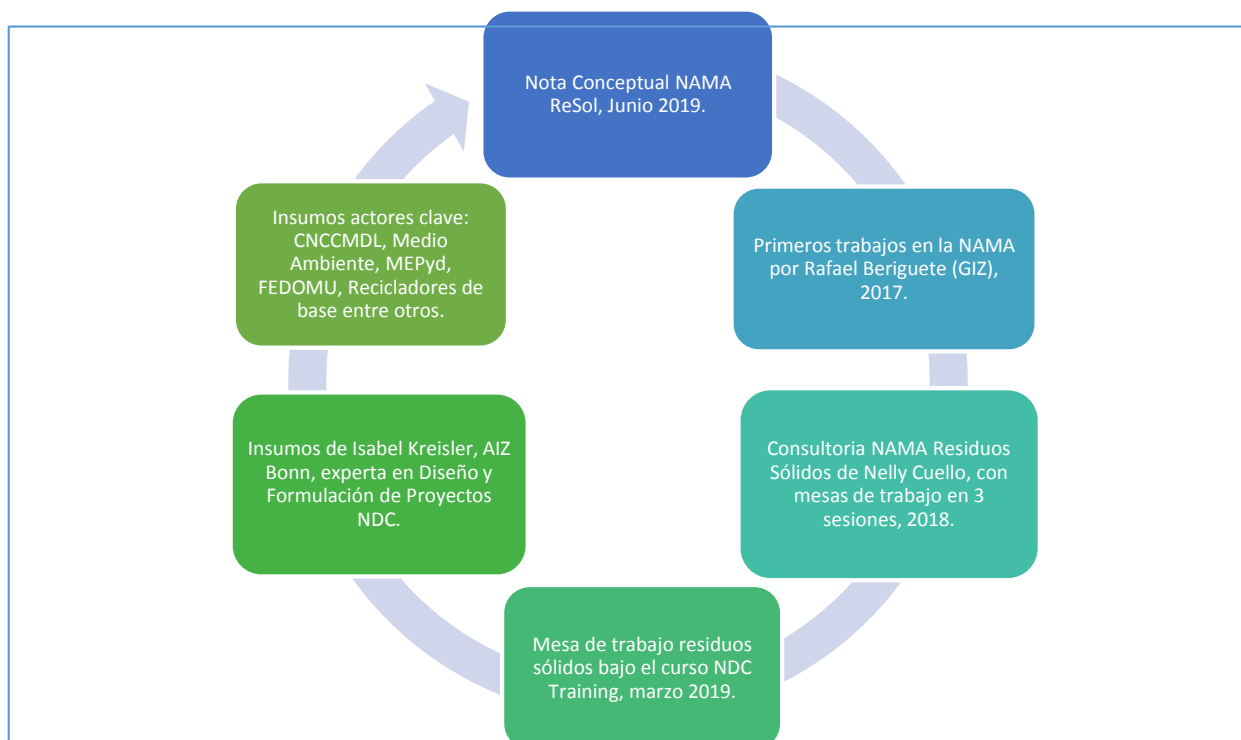 Nota Conceptual NAMA
ReSol, Junio 2019.
Primeros trabajos en la NAMA
por Rafael Beriguete (GIZ),
2017.
Consultoria NAMA Residuos
Sólidos de Nelly Cuello, con
mesas de trabajo en 3
sesiones, 2018.
Mesa de trabajo residuos
sólidos bajo el curso NDC
Training, marzo 2019.
Insumos de Isabel Kreisler, AIZ
Bonn, experta en Diseño y
Formulación de Proyectos
NDC.
Insumos actores clave:
CNCCMDL, Medio
Ambiente, MEPyd,
FEDOMU, Recicladores de
base entre otros.